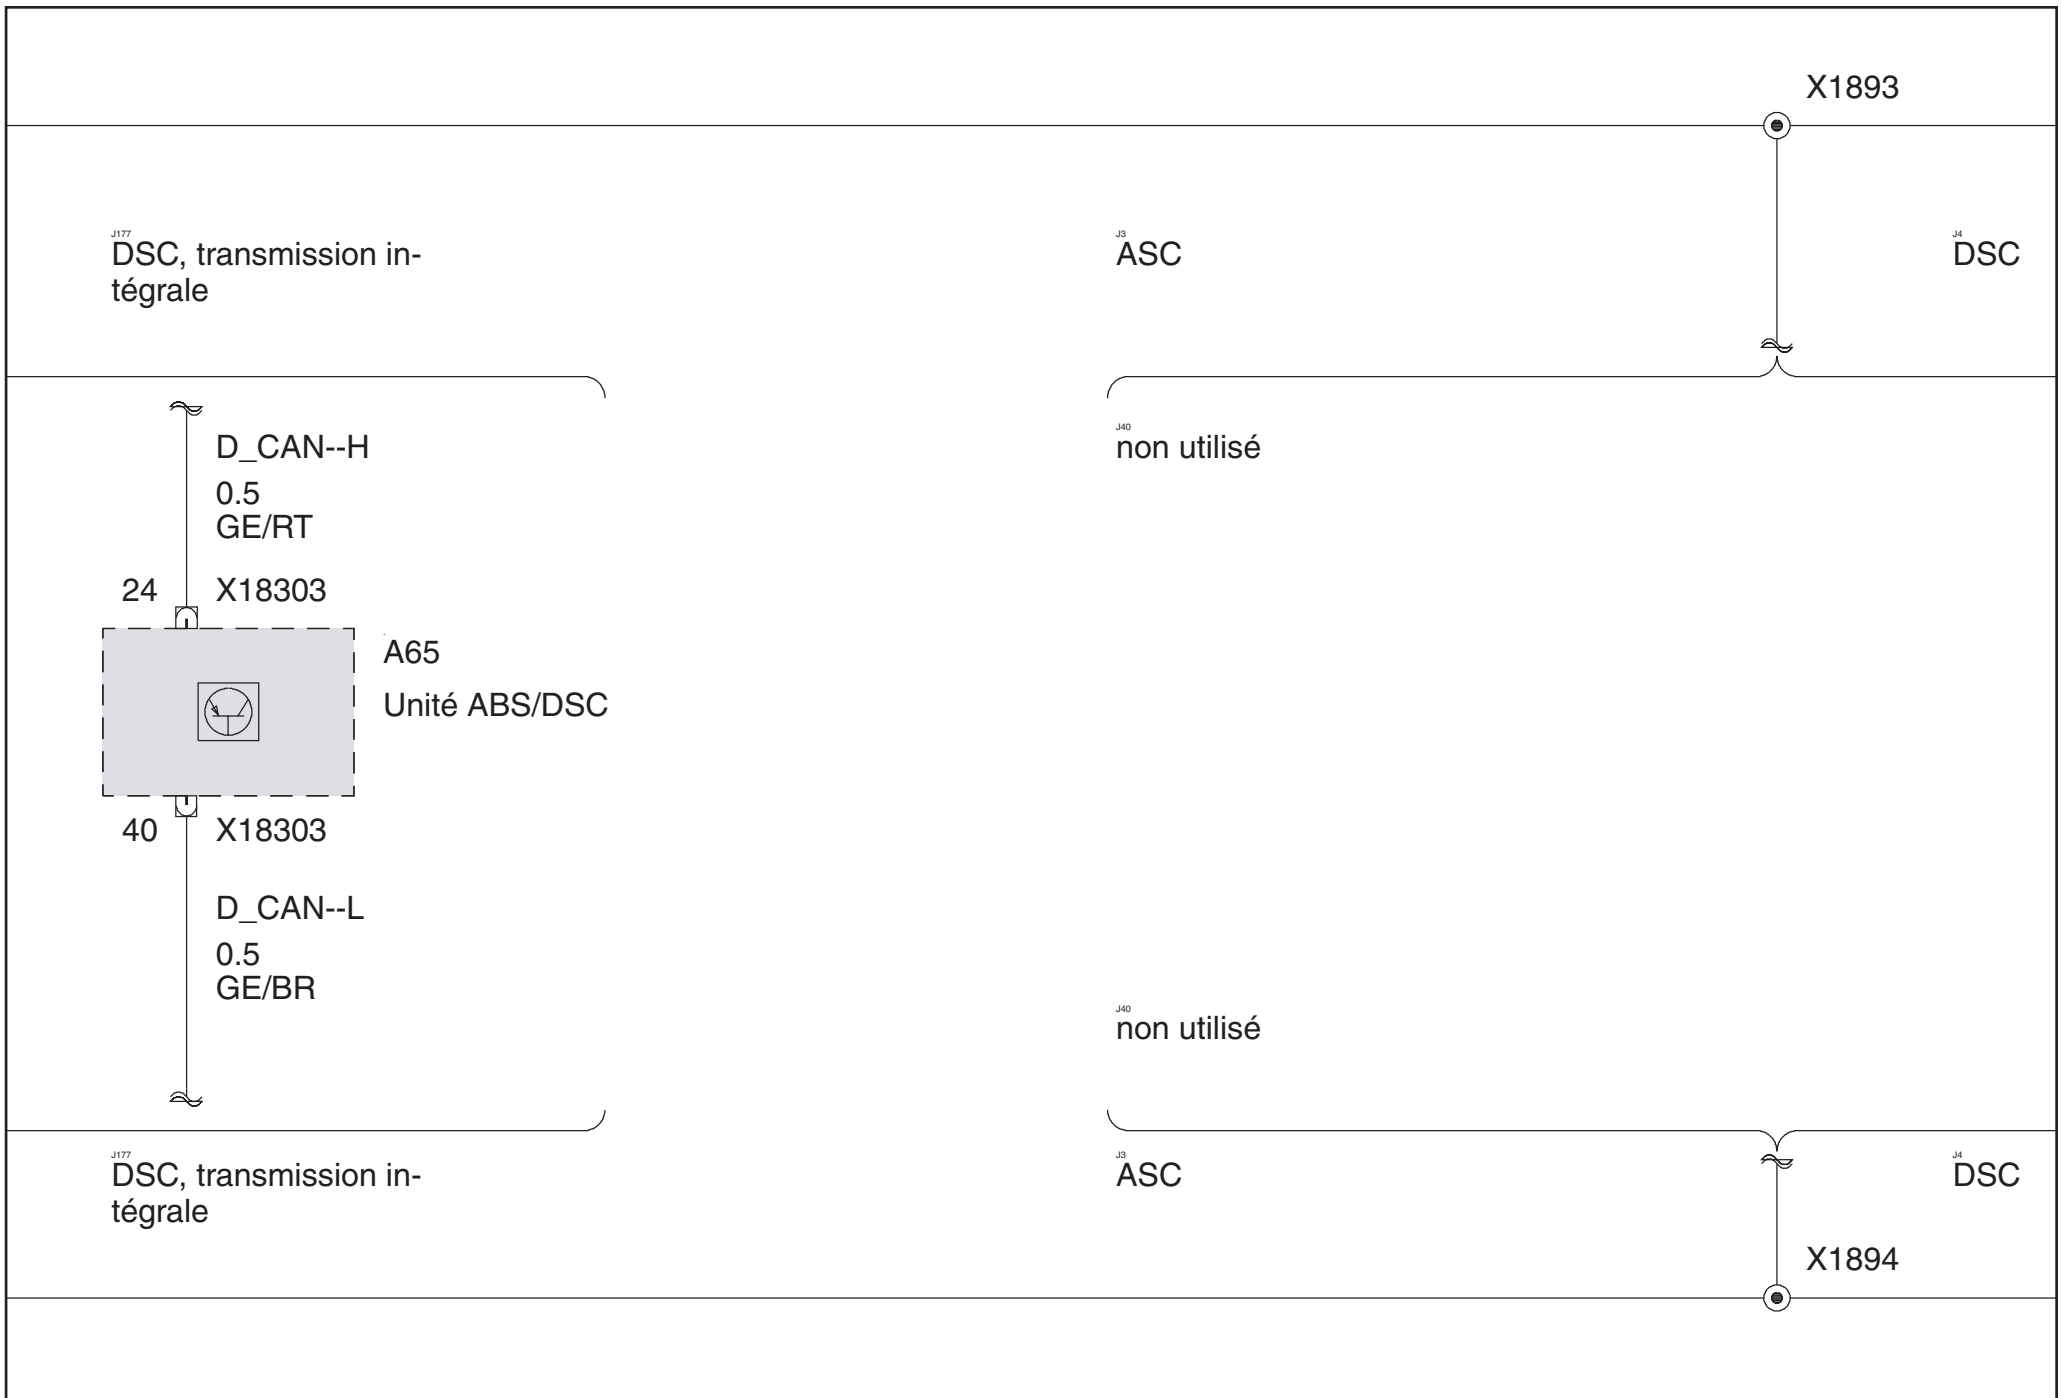 X1893
J177
DSC, transmission in-
tégrale
J3
ASC
J4
DSC
D_CAN--H
0.5
GE/RT
24 X18303
A65
Unité ABS/DSC
40 X18303
D_CAN--L
0.5
GE/BR
J40
non utilisé
J40
non utilisé
J177
DSC, transmission in-
tégrale
J3
ASC
J4
DSC
X1894